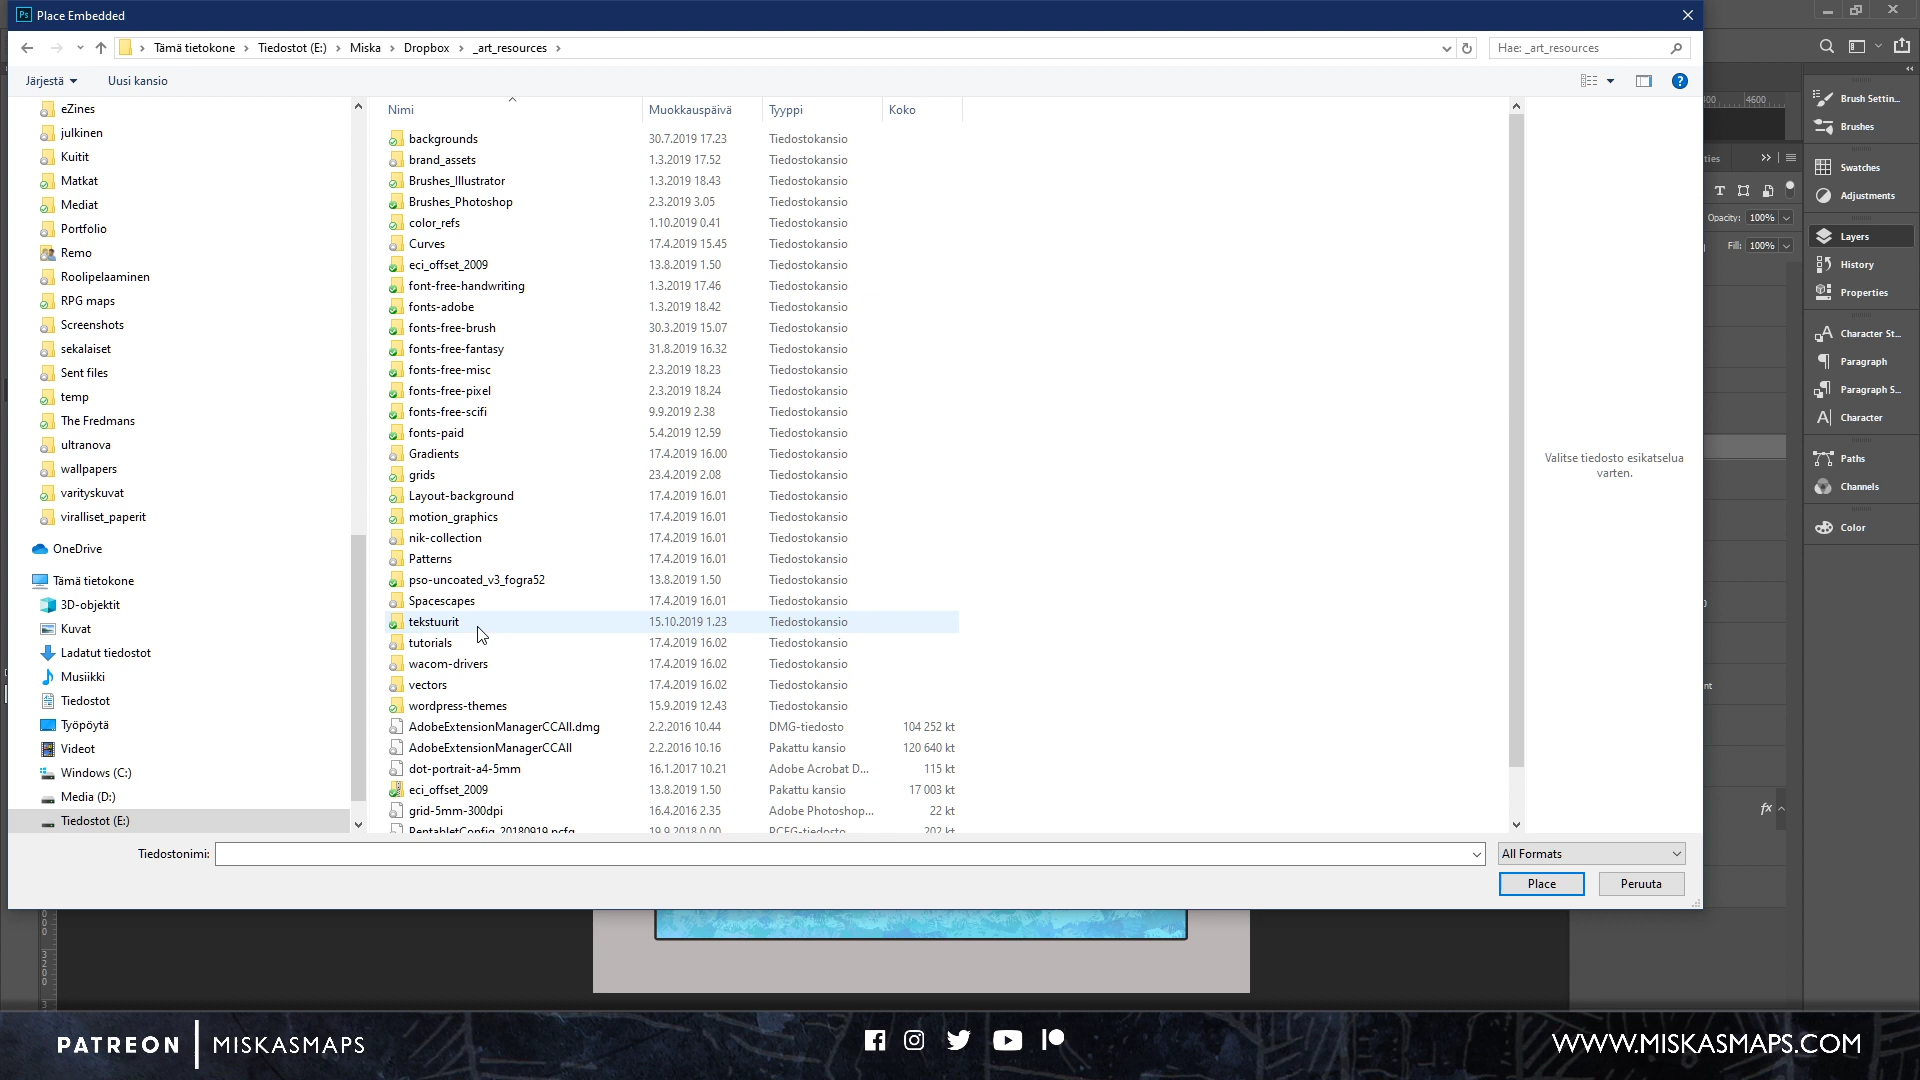 Ps Place Embedded
Tämä tietokone > Tiedostot (E:) > Miska > Dropbox > _art_resources >
Hae: _art_resources
Järjestä
Uusi kansio
eZines
julkinen
Kuitit
Matkat
Mediat
Portfolio
Remo
Roolipelaaminen
RPG maps
Screenshots
sekalaiset
Sent files
temp
The Fredmans
ultranova
wallpapers
varityskuvat
viralliset_paperit
OneDrive
Tämä tietokone
3D-objektit
Kuvat
Ladatut tiedostot
Musiikki
Tiedostot
Työpöytä
Videot
Windows (C:)
Media (D:)
Tiedostot (E:)
Nimi Muokkauspäivä Tyyppi Koko
backgrounds 30.7.2019 17.23 Tiedostokansio
brand_assets 1.3.2019 17.52 Tiedostokansio
Brushes_Illustrator 1.3.2019 18.43 Tiedostokansio
Brushes_Photoshop 2.3.2019 3.05 Tiedostokansio
color_refs 1.10.2019 0.41 Tiedostokansio
Curves 17.4.2019 15.45 Tiedostokansio
eci_offset_2009 13.8.2019 1.50 Tiedostokansio
font-free-handwriting 1.3.2019 17.46 Tiedostokansio
fonts-adobe 1.3.2019 18.42 Tiedostokansio
fonts-free-brush 30.3.2019 15.07 Tiedostokansio
fonts-free-fantasy 31.8.2019 16.32 Tiedostokansio
fonts-free-misc 2.3.2019 18.23 Tiedostokansio
fonts-free-pixel 2.3.2019 18.24 Tiedostokansio
fonts-free-scifi 9.9.2019 2.38 Tiedostokansio
fonts-paid 5.4.2019 12.59 Tiedostokansio
Gradients 17.4.2019 16.00 Tiedostokansio
grids 23.4.2019 2.08 Tiedostokansio
Layout-background 17.4.2019 16.01 Tiedostokansio
motion_graphics 17.4.2019 16.01 Tiedostokansio
nik-collection 17.4.2019 16.01 Tiedostokansio
Patterns 17.4.2019 16.01 Tiedostokansio
pso-uncoated_v3_fogra52 13.8.2019 1.50 Tiedostokansio
Spacescapes 17.4.2019 16.01 Tiedostokansio
tekstuurit 15.10.2019 1.23 Tiedostokansio
tutorials 17.4.2019 16.02 Tiedostokansio
wacom-drivers 17.4.2019 16.02 Tiedostokansio
vectors 17.4.2019 16.02 Tiedostokansio
wordpress-themes 15.9.2019 12.43 Tiedostokansio
AdobeExtensionManagerCCAll.dmg 2.2.2016 10.44 DMG-tiedosto 104 252 kt
AdobeExtensionManagerCCAll 2.2.2016 10.16 Pakattu kansio 120 640 kt
dot-portrait-a4-5mm 16.1.2017 10.21 Adobe Acrobat D... 115 kt
eci_offset_2009 13.8.2019 1.50 Pakattu kansio 17 003 kt
grid-5mm-300dpi 16.4.2016 2.35 Adobe Photoshop... 22 kt
PentabletConfig_20180919.pcfg 19.9.2018 0.00 PCFG-tiedosto 202 kt
Valitse tiedosto esikatselua
varten.
Tiedostonimi:
All Formats
Place
Peruuta
4600
ties
Opacity: 100%
Fill: 100%
nt
fx
Brush Settin...
Brushes
Swatches
Adjustments
Layers
History
Properties
Character St...
Paragraph
Paragraph S...
Character
Paths
Channels
Color
PATREON | MISKASMAPS
WWW.MISKASMAPS.COM